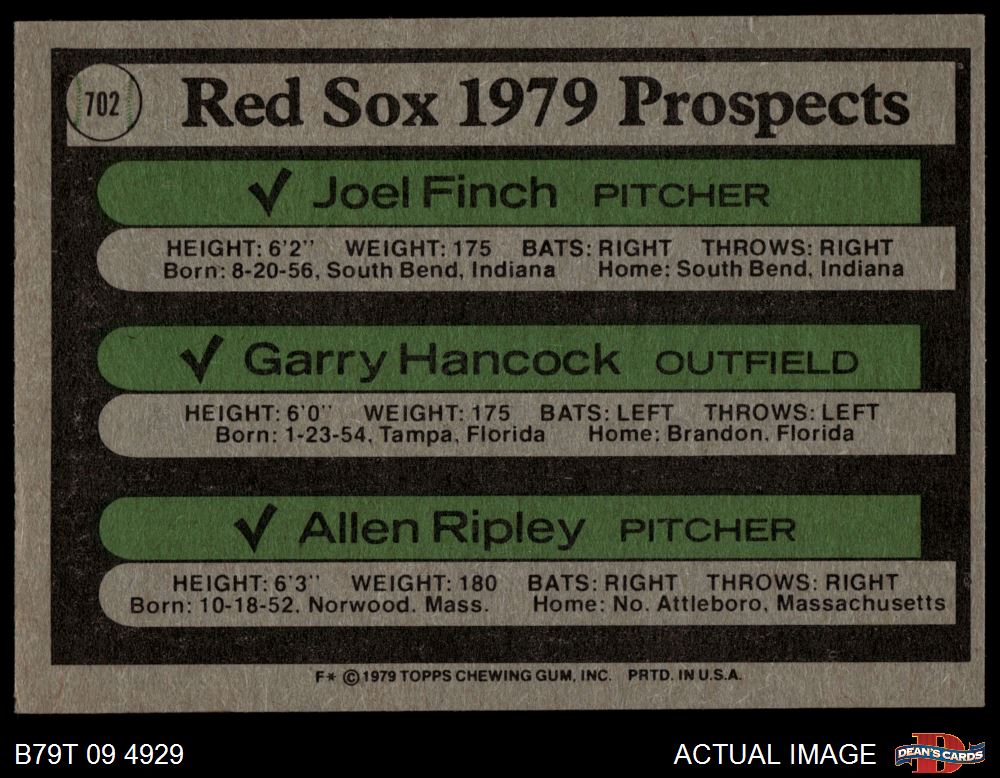 702 Red Sox 1979 Prospects
✓ Joel Finch PITCHER
HEIGHT: 6'2" WEIGHT: 175 BATS: RIGHT THROWS: RIGHT
Born: 8-20-56, South Bend, Indiana Home: South Bend, Indiana
✓ Garry Hancock OUTFIELD
HEIGHT: 6'0" WEIGHT: 175 BATS: LEFT THROWS: LEFT
Born: 1-23-54, Tampa, Florida Home: Brandon, Florida
✓ Allen Ripley PITCHER
HEIGHT: 6'3" WEIGHT: 180 BATS: RIGHT THROWS: RIGHT
Born: 10-18-52, Norwood, Mass. Home: No. Attleboro, Massachusetts
F* © 1979 TOPPS CHEWING GUM, INC. PRTD. IN U.S.A.
B79T 09 4929 ACTUAL IMAGE DEAN'S CARDS